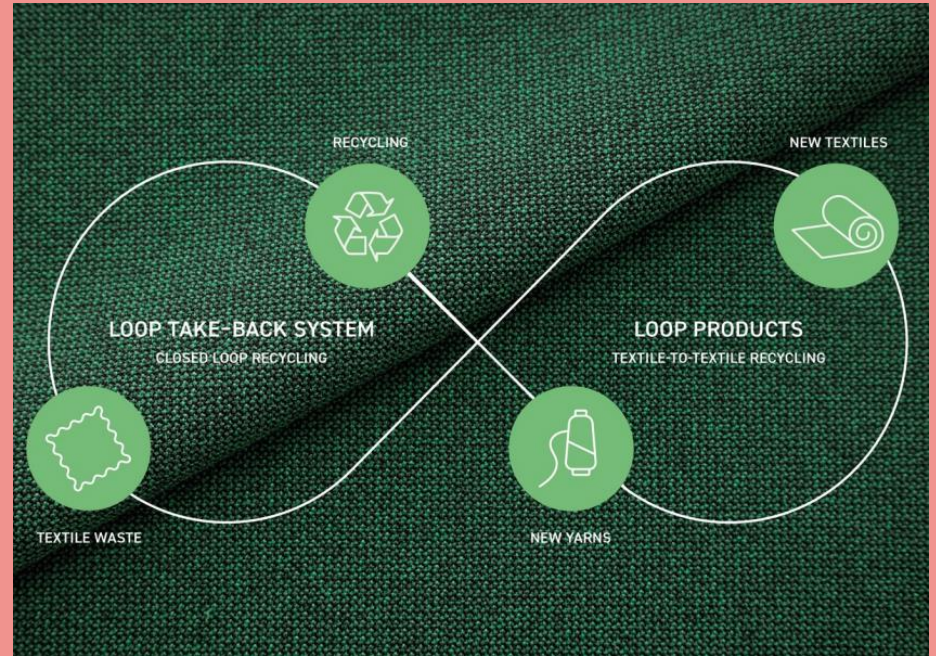 RECYCLING
NEW TEXTILES
LOOP TAKE-BACK SYSTEM
CLOSED LOOP RECYCLING
LOOP PRODUCTS
TEXTILE-TO-TEXTILE RECYCLING
TEXTILE WASTE
NEW YARNS